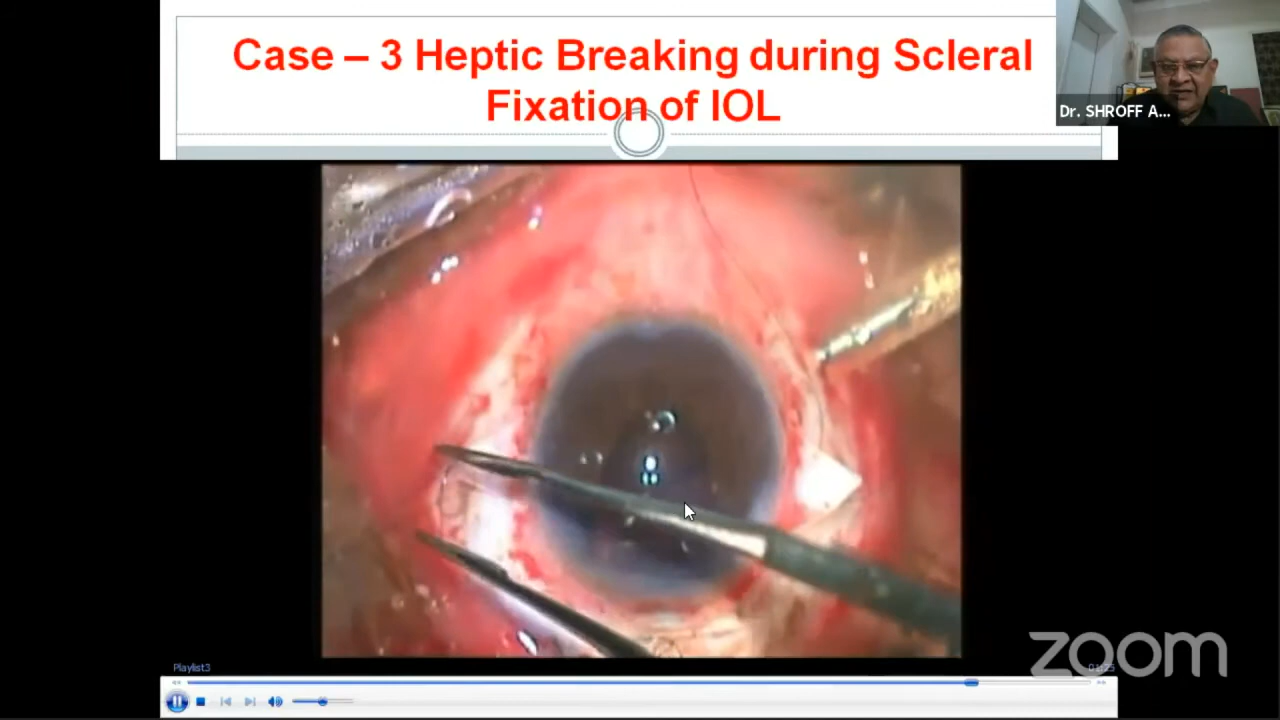 Case – 3 Heptic Breaking during Scleral
Fixation of IOL
Dr. SHROFF A...
zoom
Playlist3